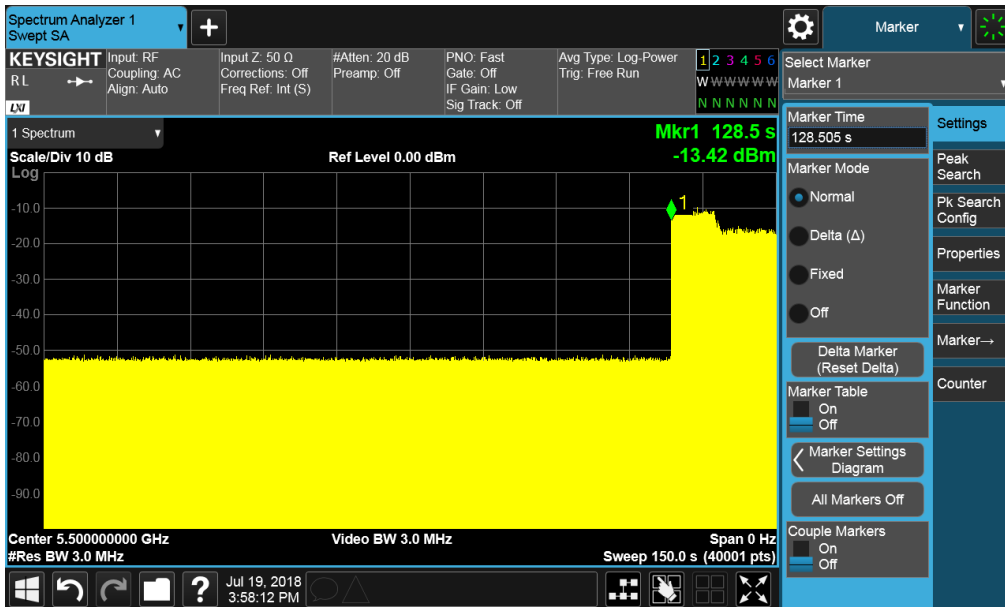 Spectrum Analyzer 1
Swept SA
+
Marker
KEYSIGHT
RL
LXI
Input: RF
Coupling: AC
Align: Auto
Input Z: 50 Ω
Corrections: Off
Freq Ref: Int (S)
#Atten: 20 dB
Preamp: Off
PNO: Fast
Gate: Off
IF Gain: Low
Sig Track: Off
Avg Type: Log-Power
Trig: Free Run
1 2 3 4 5 6
W W W W W W
N N N N N N
Select Marker
Marker 1
1 Spectrum
Scale/Div 10 dB
Log
Ref Level 0.00 dBm
Mkr1 128.5 s
-13.42 dBm
1
-10.0
-20.0
-30.0
-40.0
-50.0
-60.0
-70.0
-80.0
-90.0
Center 5.500000000 GHz
#Res BW 3.0 MHz
Video BW 3.0 MHz
Span 0 Hz
Sweep 150.0 s (40001 pts)
Marker Time
128.505 s
Marker Mode
Normal
Delta (Δ)
Fixed
Off
Delta Marker
(Reset Delta)
Marker Table
On
Off
Marker Settings
Diagram
All Markers Off
Couple Markers
On
Off
Settings
Peak
Search
Pk Search
Config
Properties
Marker
Function
Marker→
Counter
?
Jul 19, 2018
3:58:12 PM